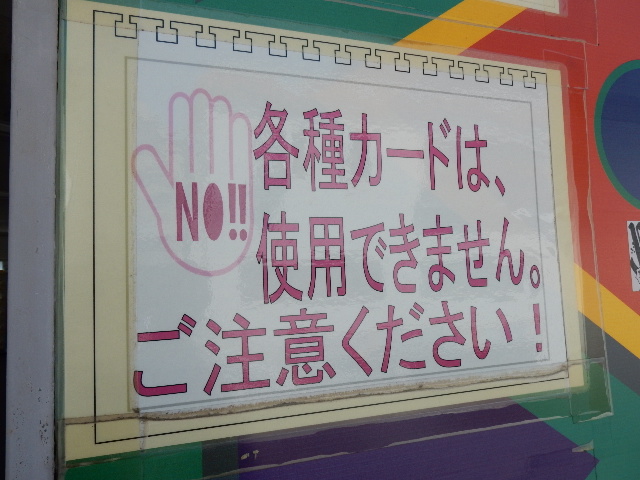 各種カードは、
NO!!
使用できません。
ご注意ください！